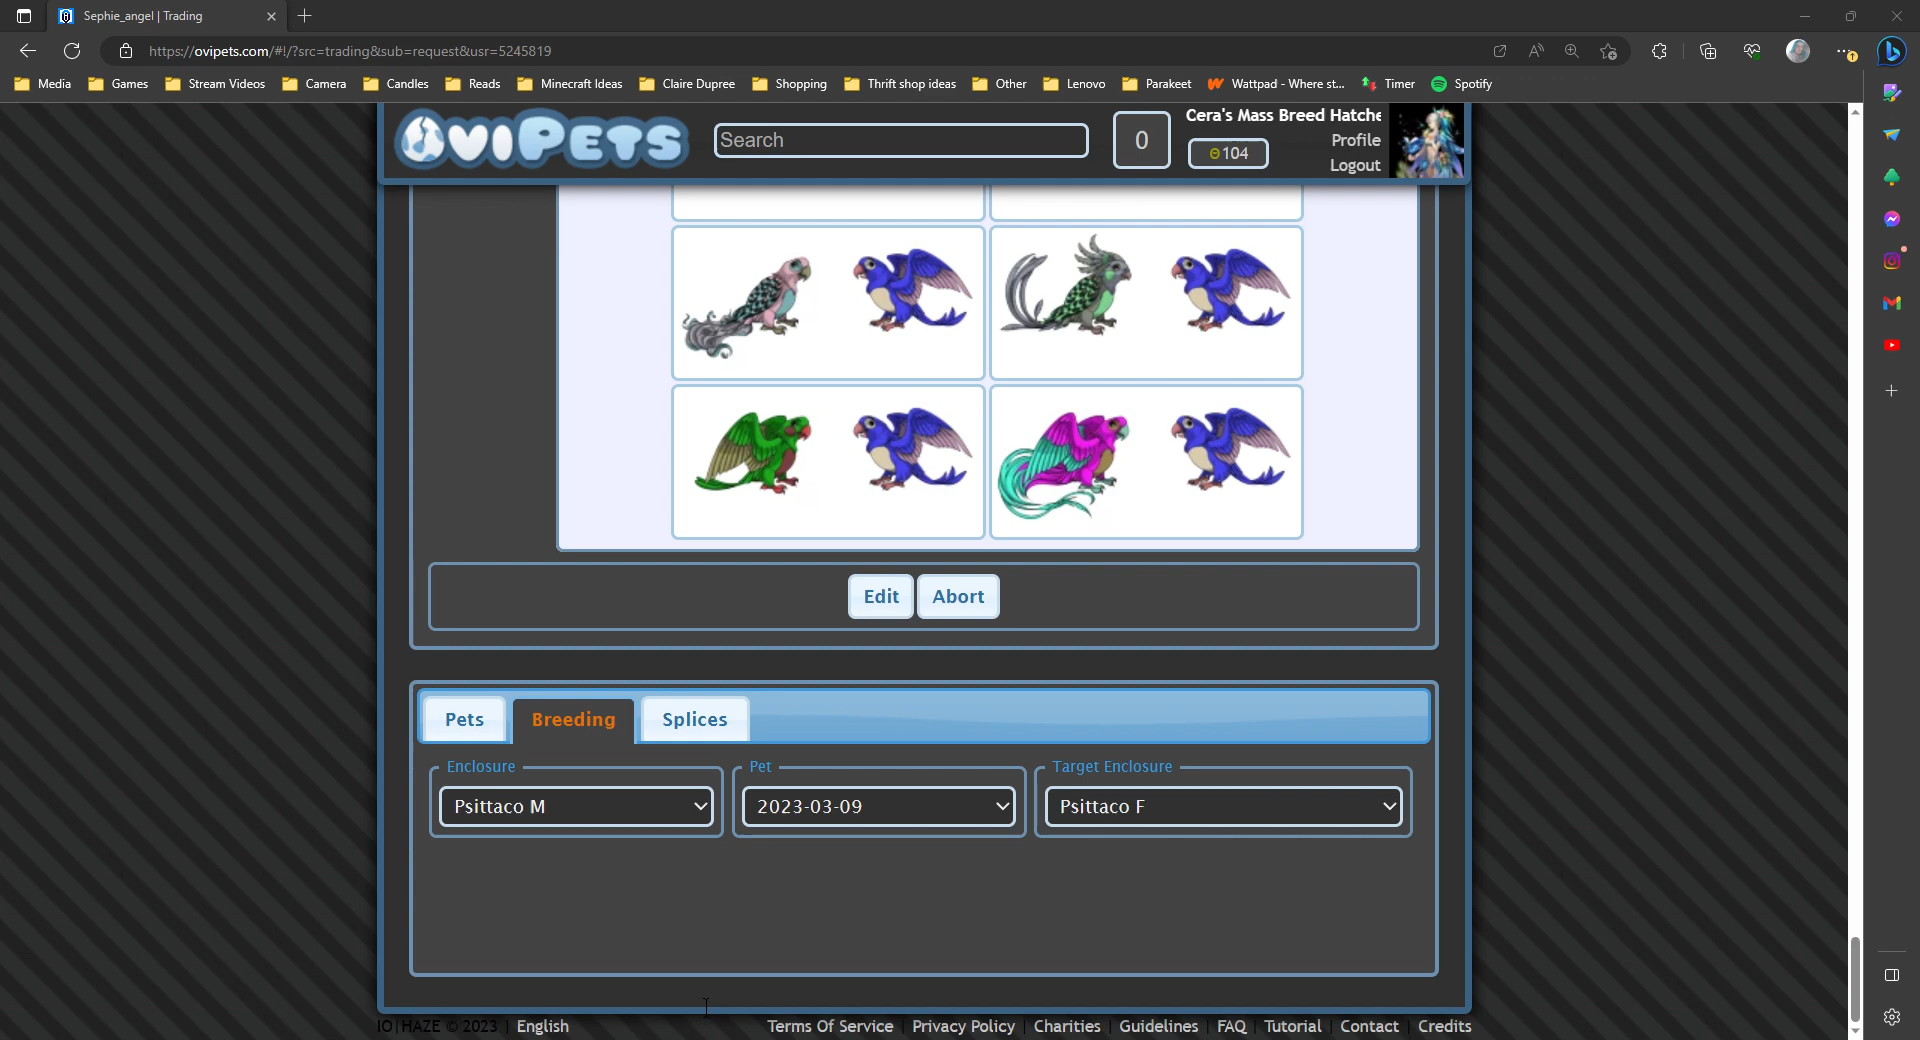 Sephie_angel | Trading
https://ovipets.com/#!/?src=trading&sub=request&usr=5245819
Media Games Stream Videos Camera Candles Reads Minecraft Ideas Claire Dupree Shopping Thrift shop ideas Other Lenovo Parakeet Wattpad - Where st... Timer Spotify
OviPets
Search
0
Cera's Mass Breed Hatche
104
Profile
Logout
Edit Abort
Pets Breeding Splices
Enclosure Pet Target Enclosure
Psittaco M 2023-03-09 Psittaco F
IO|HAZE © 2023 | English Terms Of Service | Privacy Policy | Charities | Guidelines | FAQ | Tutorial | Contact | Credits